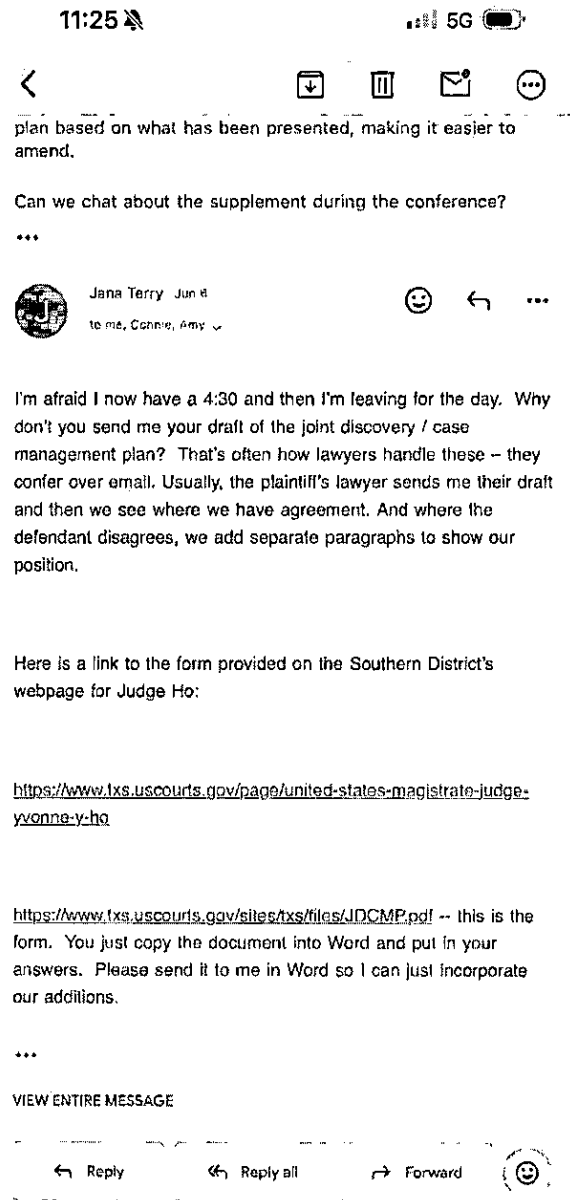 11:25
5G
plan based on what has been presented, making it easier to
amend.
Can we chat about the supplement during the conference?
•••
Jana Terry Jun 6
to me, Connie, Amy
I'm afraid I now have a 4:30 and then I'm leaving for the day. Why
don't you send me your draft of the joint discovery / case
management plan? That's often how lawyers handle these – they
confer over email. Usually, the plaintiff's lawyer sends me their draft
and then we see where we have agreement. And where the
defendant disagrees, we add separate paragraphs to show our
position.
Here is a link to the form provided on the Southern District's
webpage for Judge Ho:
https://www.txs.uscourts.gov/page/united-states-magistrate-judge-
yvonne-y-ho
https://www.txs.uscourts.gov/sites/txs/files/JDCMP.pdf -- this is the
form. You just copy the document into Word and put in your
answers. Please send it to me in Word so I can just incorporate
our additions.
•••
VIEW ENTIRE MESSAGE
Reply
Reply all
Forward